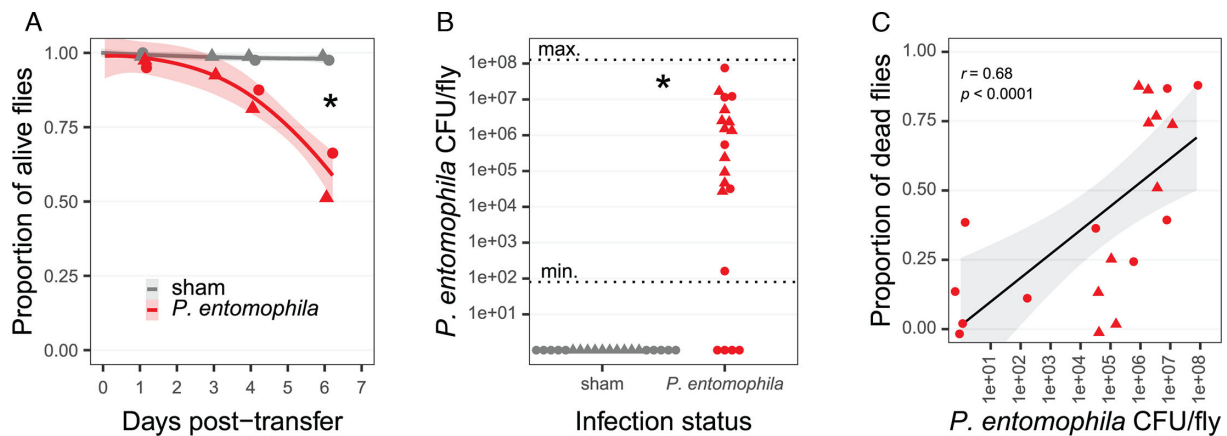 A
Proportion of alive flies
1.00
0.75
0.50
0.25
0.00
sham
P. entomophila
*
0 1 2 3 4 5 6 7
Days post−transfer
B
P. entomophila CFU/fly
max.
1e+08
1e+07
1e+06
1e+05
1e+04
1e+03
1e+02
1e+01
min.
*
sham P. entomophila
Infection status
C
Proportion of dead flies
1.00
0.75
0.50
0.25
0.00
r = 0.68
p < 0.0001
1e+01
1e+02
1e+03
1e+04
1e+05
1e+06
1e+07
1e+08
P. entomophila CFU/fly